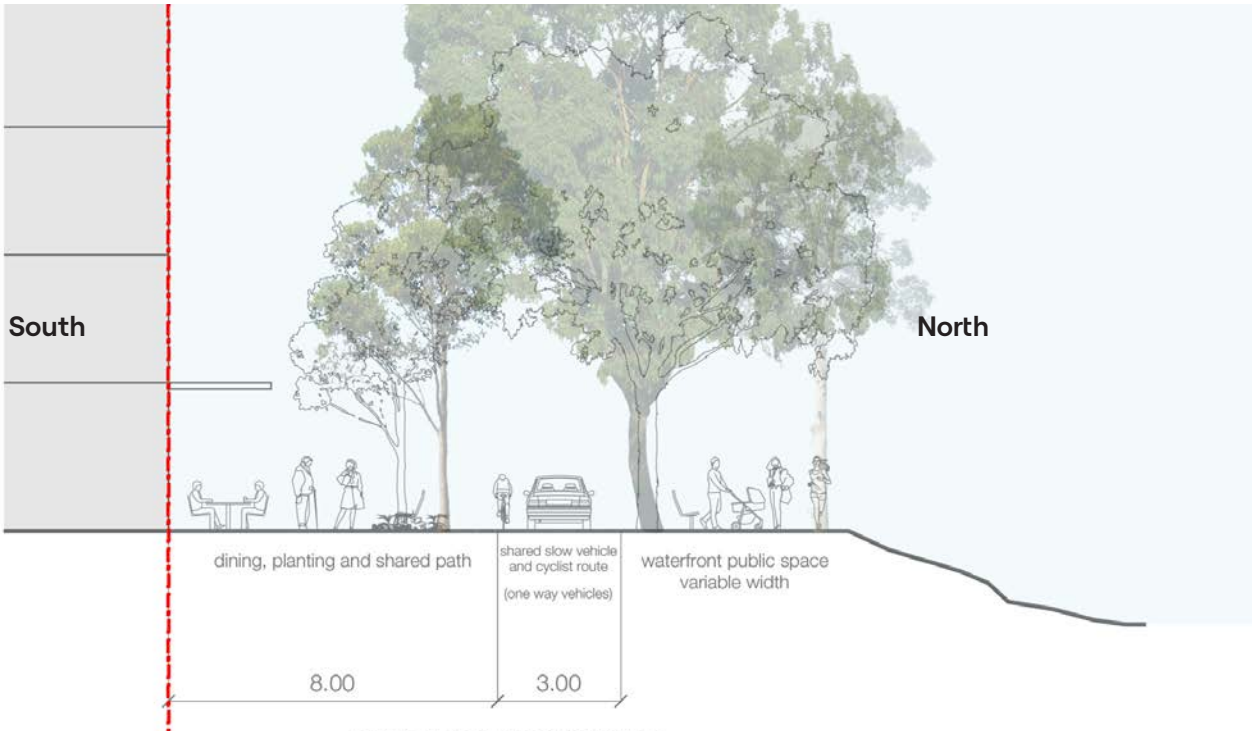 South
North
dining, planting and shared path
shared slow vehicle
and cyclist route
(one way vehicles)
waterfront public space
variable width
8.00
3.00